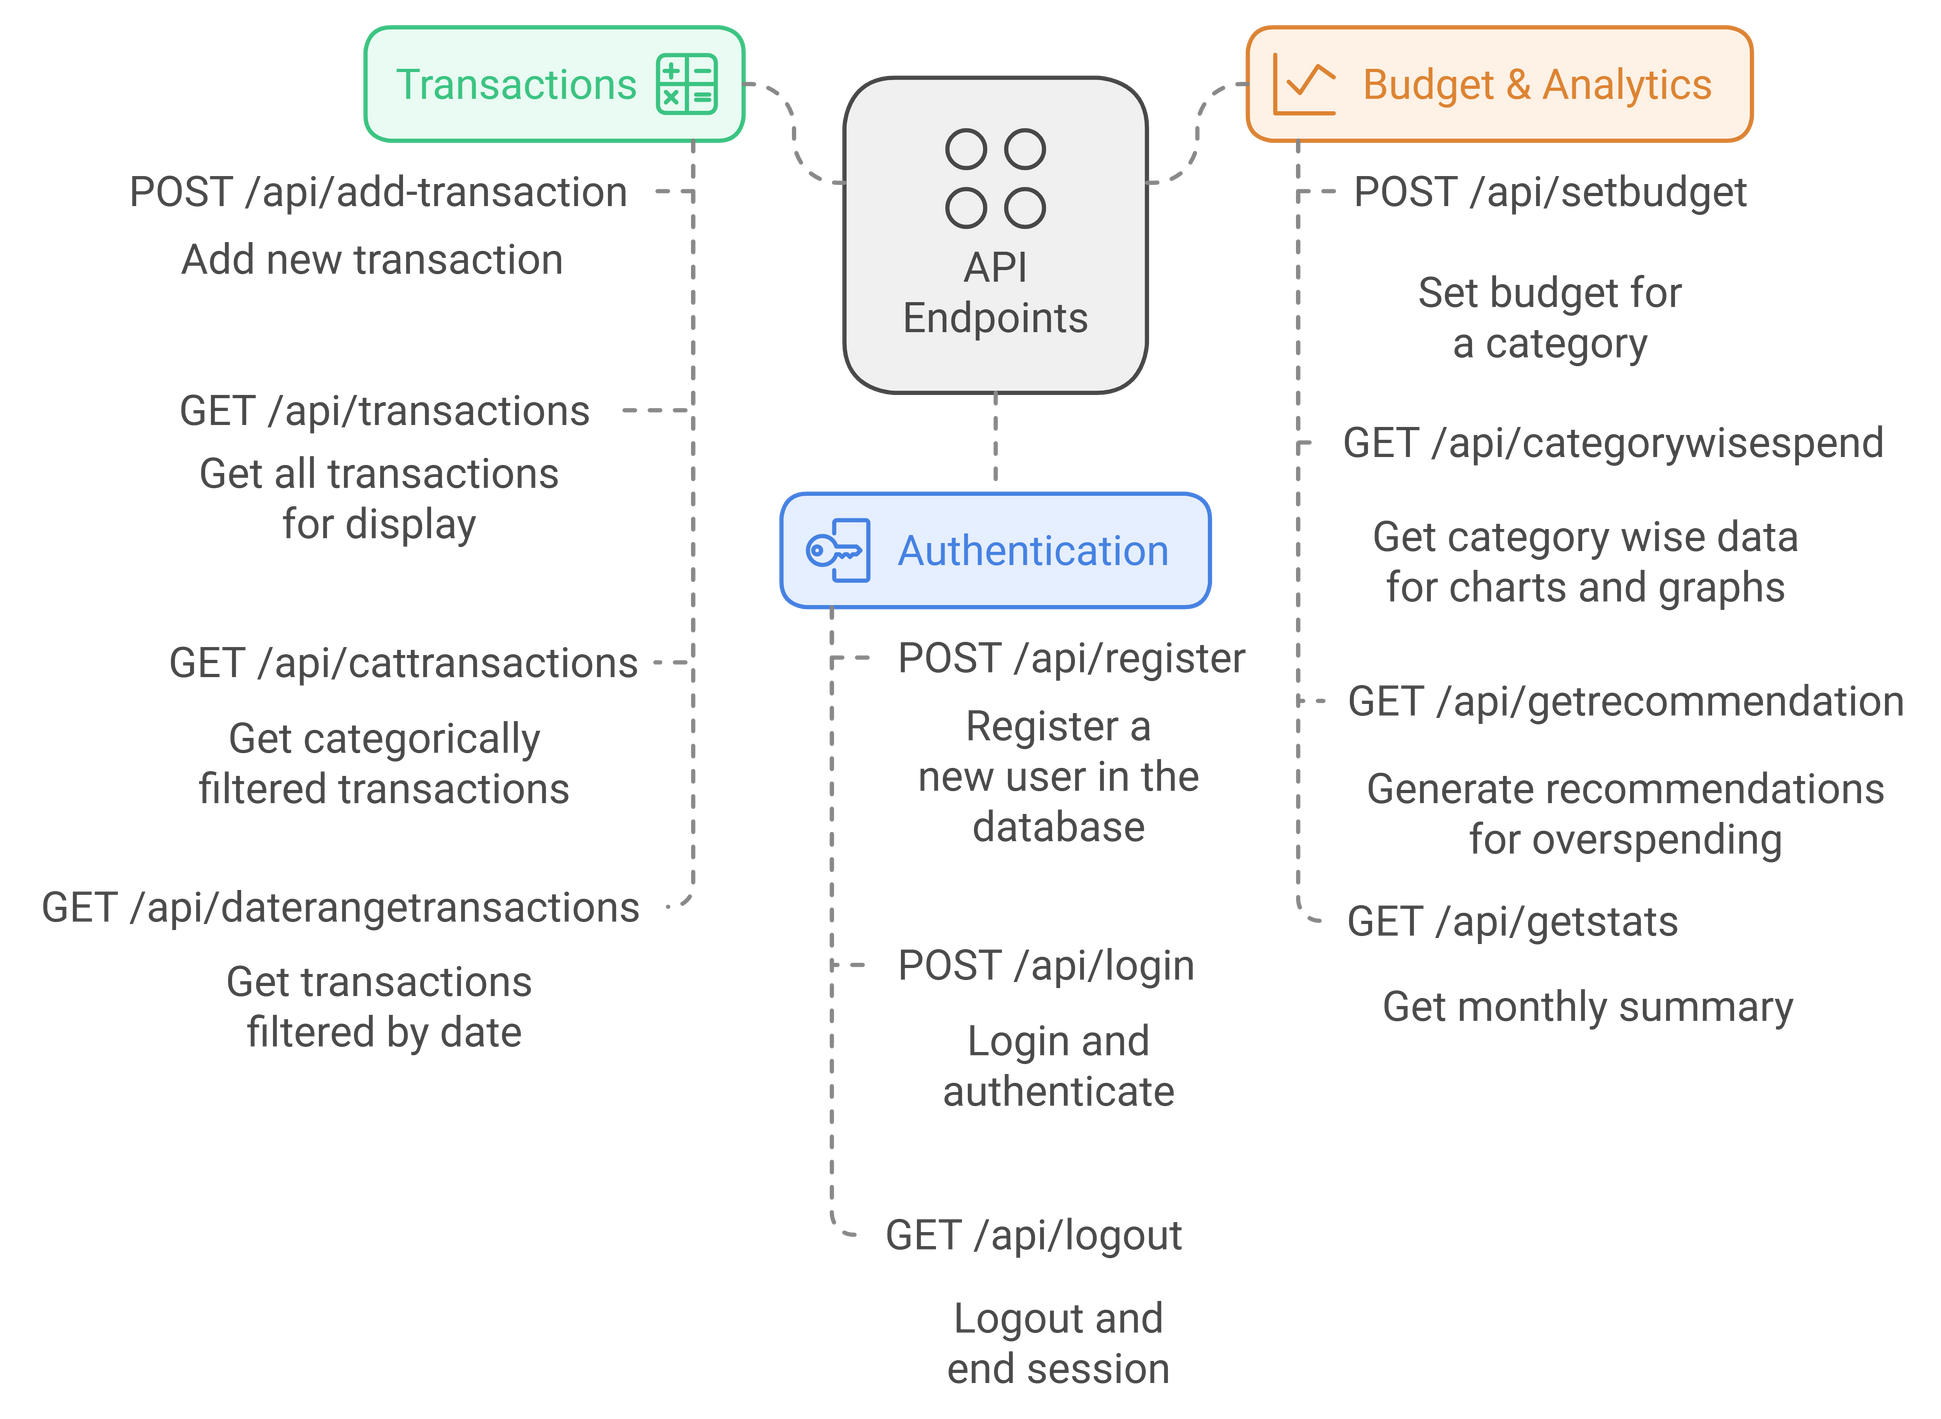 API
Endpoints
Transactions
POST /api/add-transaction
Add new transaction
GET /api/transactions
Get all transactions
for display
GET /api/cattransactions
Get categorically
filtered transactions
GET /api/daterangetransactions
Get transactions
filtered by date
Authentication
POST /api/register
Register a
new user in the
database
POST /api/login
Login and
authenticate
GET /api/logout
Logout and
end session
Budget & Analytics
POST /api/setbudget
Set budget for
a category
GET /api/categorywisespend
Get category wise data
for charts and graphs
GET /api/getrecommendation
Generate recommendations
for overspending
GET /api/getstats
Get monthly summary